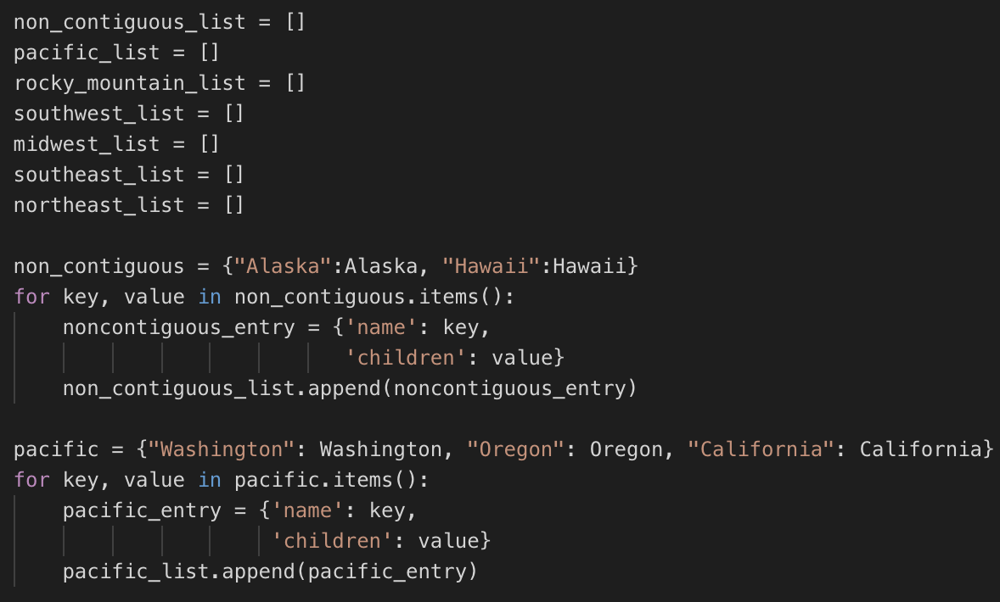 non_contiguous_list = []
pacific_list = []
rocky_mountain_list = []
southwest_list = []
midwest_list = []
southeast_list = []
northeast_list = []

non_contiguous = {"Alaska":Alaska, "Hawaii":Hawaii}
for key, value in non_contiguous.items():
    noncontiguous_entry = {'name': key,
                           'children': value}
    non_contiguous_list.append(noncontiguous_entry)

pacific = {"Washington": Washington, "Oregon": Oregon, "California": California}
for key, value in pacific.items():
    pacific_entry = {'name': key,
                     'children': value}
    pacific_list.append(pacific_entry)